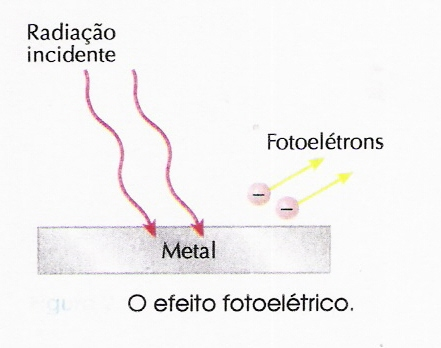 Radiação
incidente
Fotoelétrons
−
−
Metal
O efeito fotoelétrico.